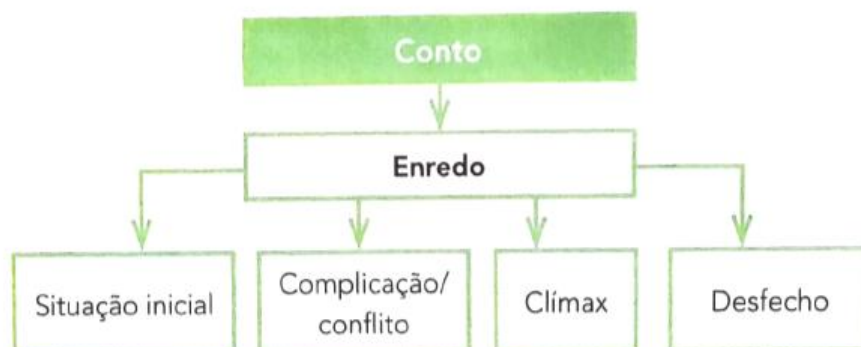 Conto
Enredo
Situação inicial
Complicação/
conflito
Clímax
Desfecho